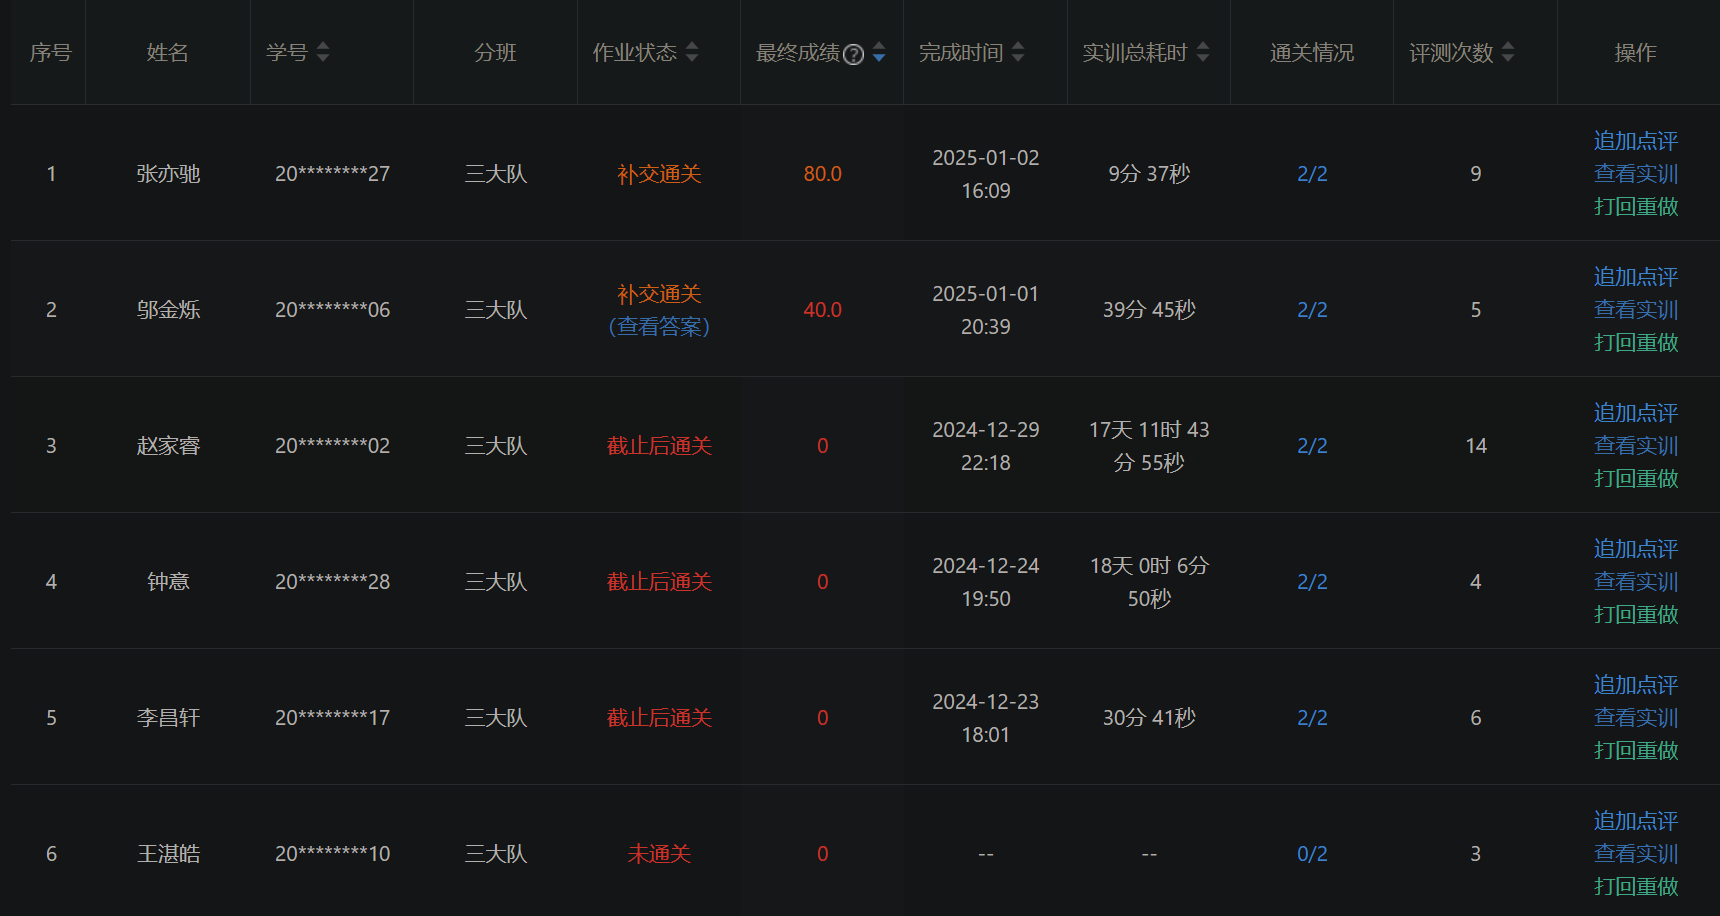 序号 姓名 学号 分班 作业状态 最终成绩? 完成时间 实训总耗时 通关情况 评测次数 操作
1 张亦驰 20********27 三大队 补交通关 80.0 2025-01-02 16:09 9分 37秒 2/2 9 追加点评
查看实训
打回重做
2 邬金烁 20********06 三大队 补交通关 (查看答案) 40.0 2025-01-01 20:39 39分 45秒 2/2 5 追加点评
查看实训
打回重做
3 赵家睿 20********02 三大队 截止后通关 0 2024-12-29 22:18 17天 11时 43分 55秒 2/2 14 追加点评
查看实训
打回重做
4 钟意 20********28 三大队 截止后通关 0 2024-12-24 19:50 18天 0时 6分 50秒 2/2 4 追加点评
查看实训
打回重做
5 李昌轩 20********17 三大队 截止后通关 0 2024-12-23 18:01 30分 41秒 2/2 6 追加点评
查看实训
打回重做
6 王湛皓 20********10 三大队 未通关 0 -- -- 0/2 3 追加点评
查看实训
打回重做